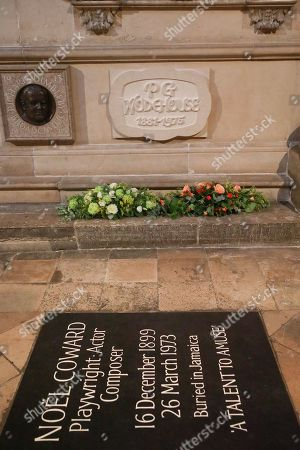 P G
WODEHOUSE
1881-1975
NOËL COWARD
Playwright·Actor
Composer
16 December 1899
26 March 1973
Buried in Jamaica
'A TALENT TO AMUSE'
shutterstock